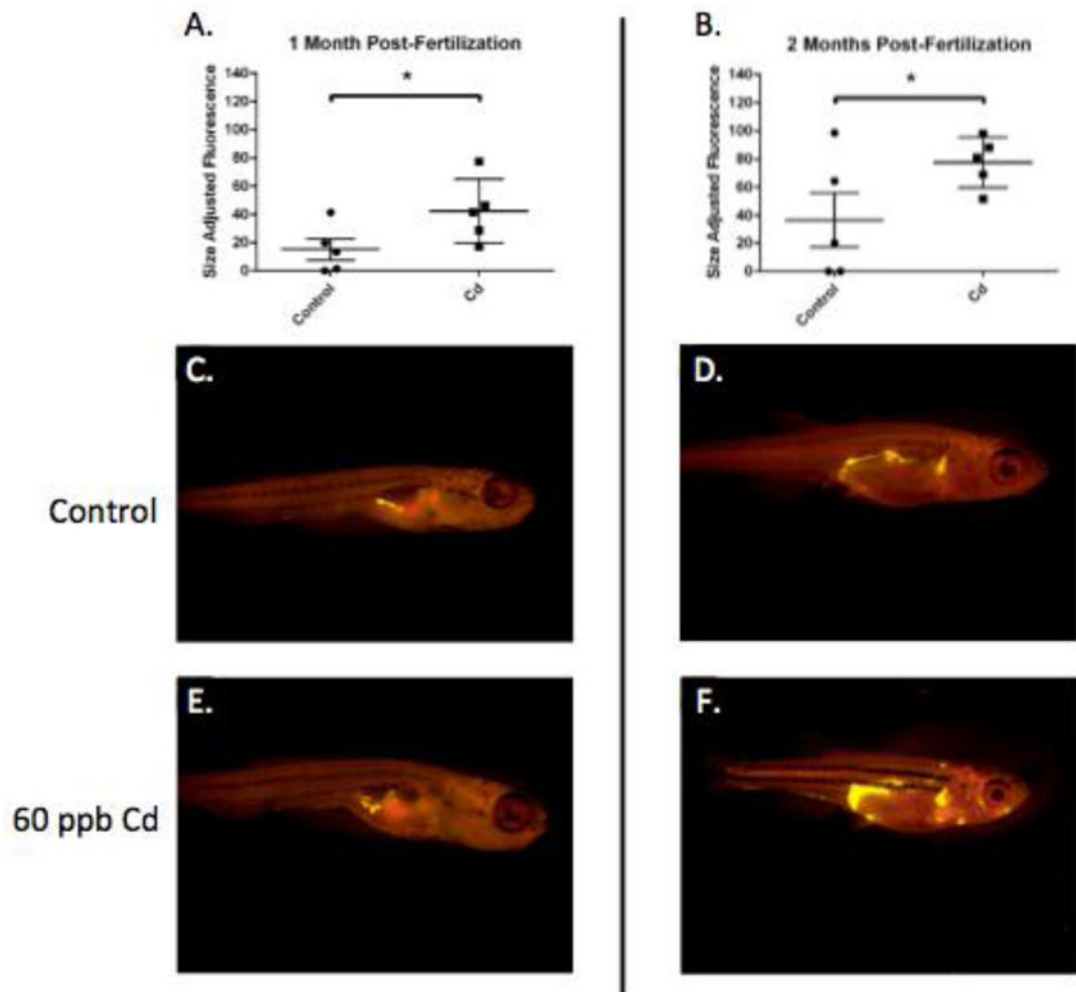 A.
1 Month Post-Fertilization
*
Size Adjusted Fluorescence
140
120
100
80
60
40
20
0
Control
Cd
B.
2 Months Post-Fertilization
*
Size Adjusted Fluorescence
140
120
100
80
60
40
20
0
Control
Cd
C.
D.
Control
E.
F.
60 ppb Cd